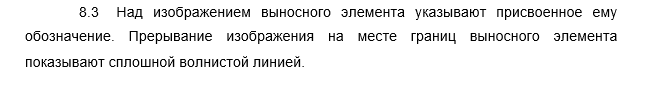 8.3 Над изображением выносного элемента указывают присвоенное ему
обозначение. Прерывание изображения на месте границ выносного элемента
показывают сплошной волнистой линией.